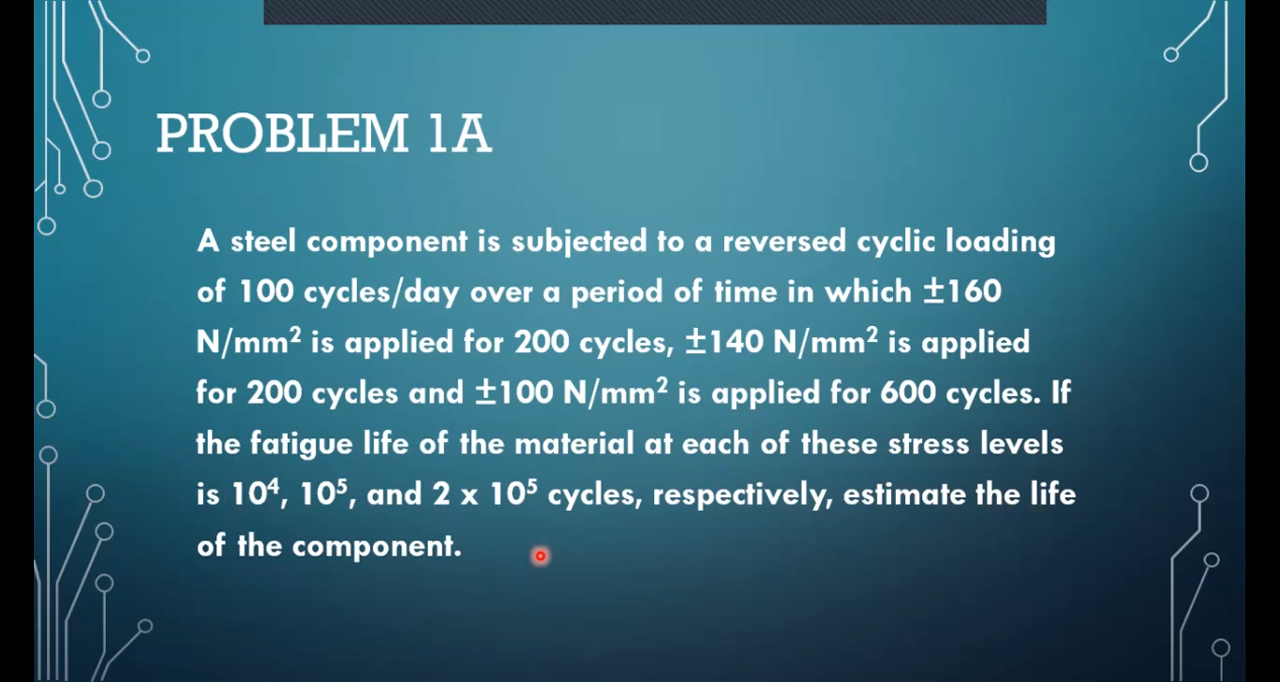 PROBLEM 1A
A steel component is subjected to a reversed cyclic loading
of 100 cycles/day over a period of time in which ±160
N/mm² is applied for 200 cycles, ±140 N/mm² is applied
for 200 cycles and ±100 N/mm² is applied for 600 cycles. If
the fatigue life of the material at each of these stress levels
is 10⁴, 10⁵, and 2 x 10⁵ cycles, respectively, estimate the life
of the component.